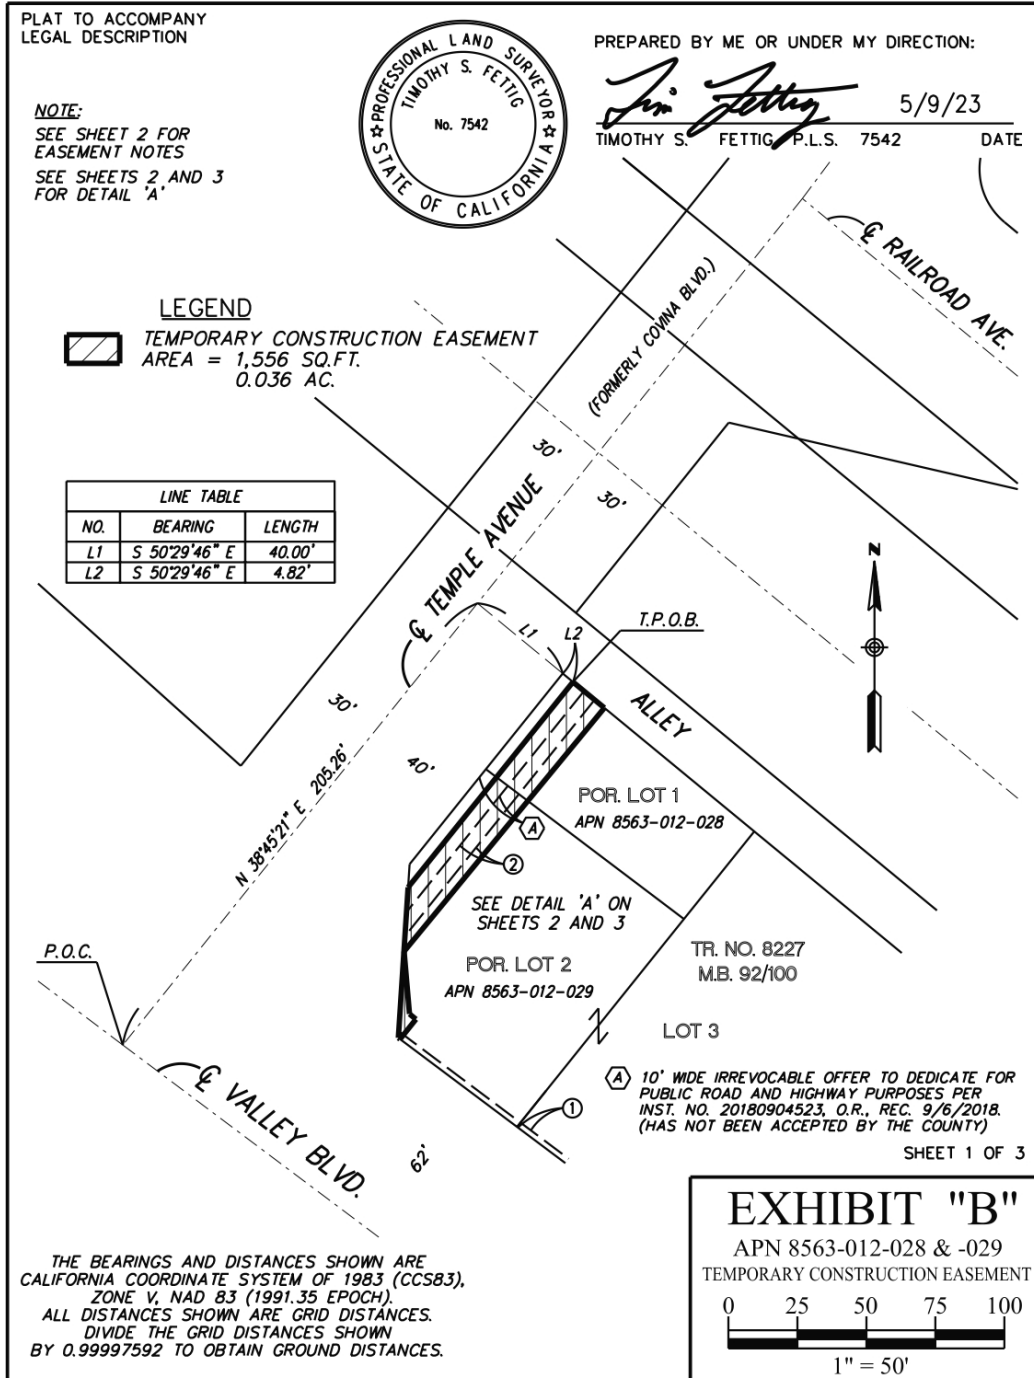 PLAT TO ACCOMPANY
LEGAL DESCRIPTION
NOTE:
SEE SHEET 2 FOR
EASEMENT NOTES
SEE SHEETS 2 AND 3
FOR DETAIL 'A'
PROFESSIONAL LAND SURVEYOR
TIMOTHY S. FETTIG
No. 7542
STATE OF CALIFORNIA
PREPARED BY ME OR UNDER MY DIRECTION:
Tim Fettig
5/9/23
TIMOTHY S. FETTIG P.L.S. 7542 DATE
℄ RAILROAD AVE.
LEGEND
TEMPORARY CONSTRUCTION EASEMENT
AREA = 1,556 SQ.FT.
0.036 AC.
(FORMERLY COVINA BLVD.)
30'
30'
LINE TABLE
NO. BEARING LENGTH
L1 S 50°29'46" E 40.00'
L2 S 50°29'46" E 4.82'
℄ TEMPLE AVENUE
N
L1
L2
T.P.O.B.
ALLEY
30'
40'
N 38°45'21" E 205.26'
POR. LOT 1
APN 8563-012-028
A
2
SEE DETAIL 'A' ON
SHEETS 2 AND 3
P.O.C.
POR. LOT 2
APN 8563-012-029
TR. NO. 8227
M.B. 92/100
LOT 3
℄ VALLEY BLVD.
62'
1
A 10' WIDE IRREVOCABLE OFFER TO DEDICATE FOR
PUBLIC ROAD AND HIGHWAY PURPOSES PER
INST. NO. 20180904523, O.R., REC. 9/6/2018.
(HAS NOT BEEN ACCEPTED BY THE COUNTY)
SHEET 1 OF 3
THE BEARINGS AND DISTANCES SHOWN ARE
CALIFORNIA COORDINATE SYSTEM OF 1983 (CCS83),
ZONE V, NAD 83 (1991.35 EPOCH).
ALL DISTANCES SHOWN ARE GRID DISTANCES.
DIVIDE THE GRID DISTANCES SHOWN
BY 0.99997592 TO OBTAIN GROUND DISTANCES.
EXHIBIT "B"
APN 8563-012-028 & -029
TEMPORARY CONSTRUCTION EASEMENT
0 25 50 75 100
1" = 50'